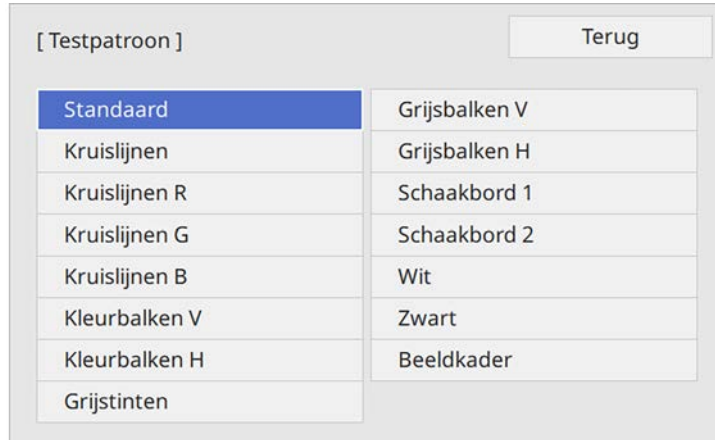 [ Testpatroon ]
Terug
Standaard
Kruislijnen
Kruislijnen R
Kruislijnen G
Kruislijnen B
Kleurbalken V
Kleurbalken H
Grijstinten
Grijsbalken V
Grijsbalken H
Schaakbord 1
Schaakbord 2
Wit
Zwart
Beeldkader